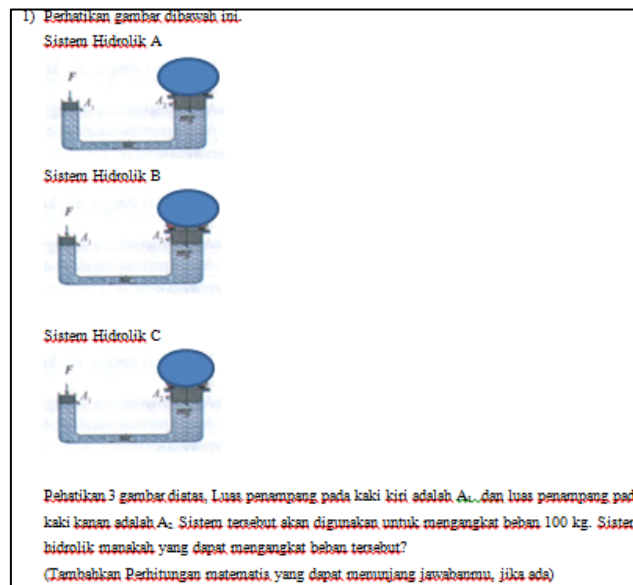 1) Perhatikan gambar dibawah ini.
Sistem Hidrolik A
F
A1
A2
mg
Sistem Hidrolik B
F
A1
A2
mg
Sistem Hidrolik C
F
A1
A2
mg
Pehatikan 3 gambar diatas, Luas penampang pada kaki kiri adalah A1, dan luas penampang pad
kaki kanan adalah A2. Sistem tersebut akan digunakan untuk mengangkat beban 100 kg. Sistem
hidrolik manakah yang dapat mengangkat beban tersebut?
(Tambahkan Perhitungan matematis yang dapat menunjang jawabanmu, jika ada)